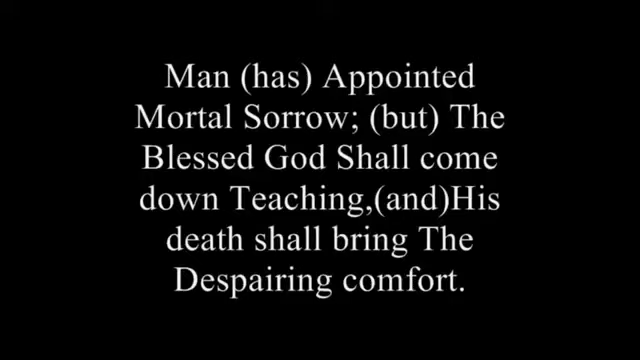 Man (has) Appointed
Mortal Sorrow; (but) The
Blessed God Shall come
down Teaching,(and)His
death shall bring The
Despairing comfort.